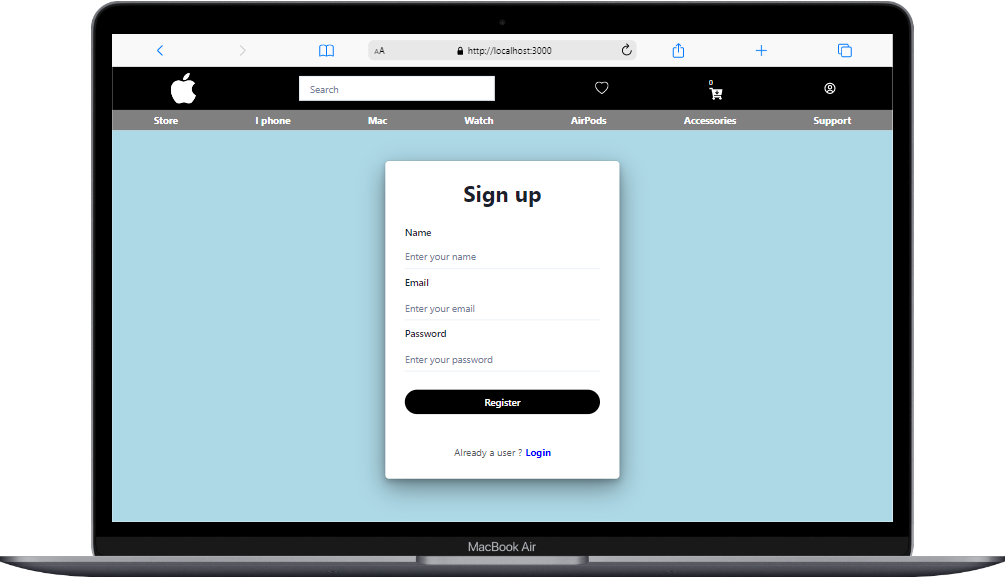 AA http://localhost:3000
Search 0
Store I phone Mac Watch AirPods Accessories Support
Sign up
Name
Enter your name
Email
Enter your email
Password
Enter your password
Register
Already a user ? Login
MacBook Air